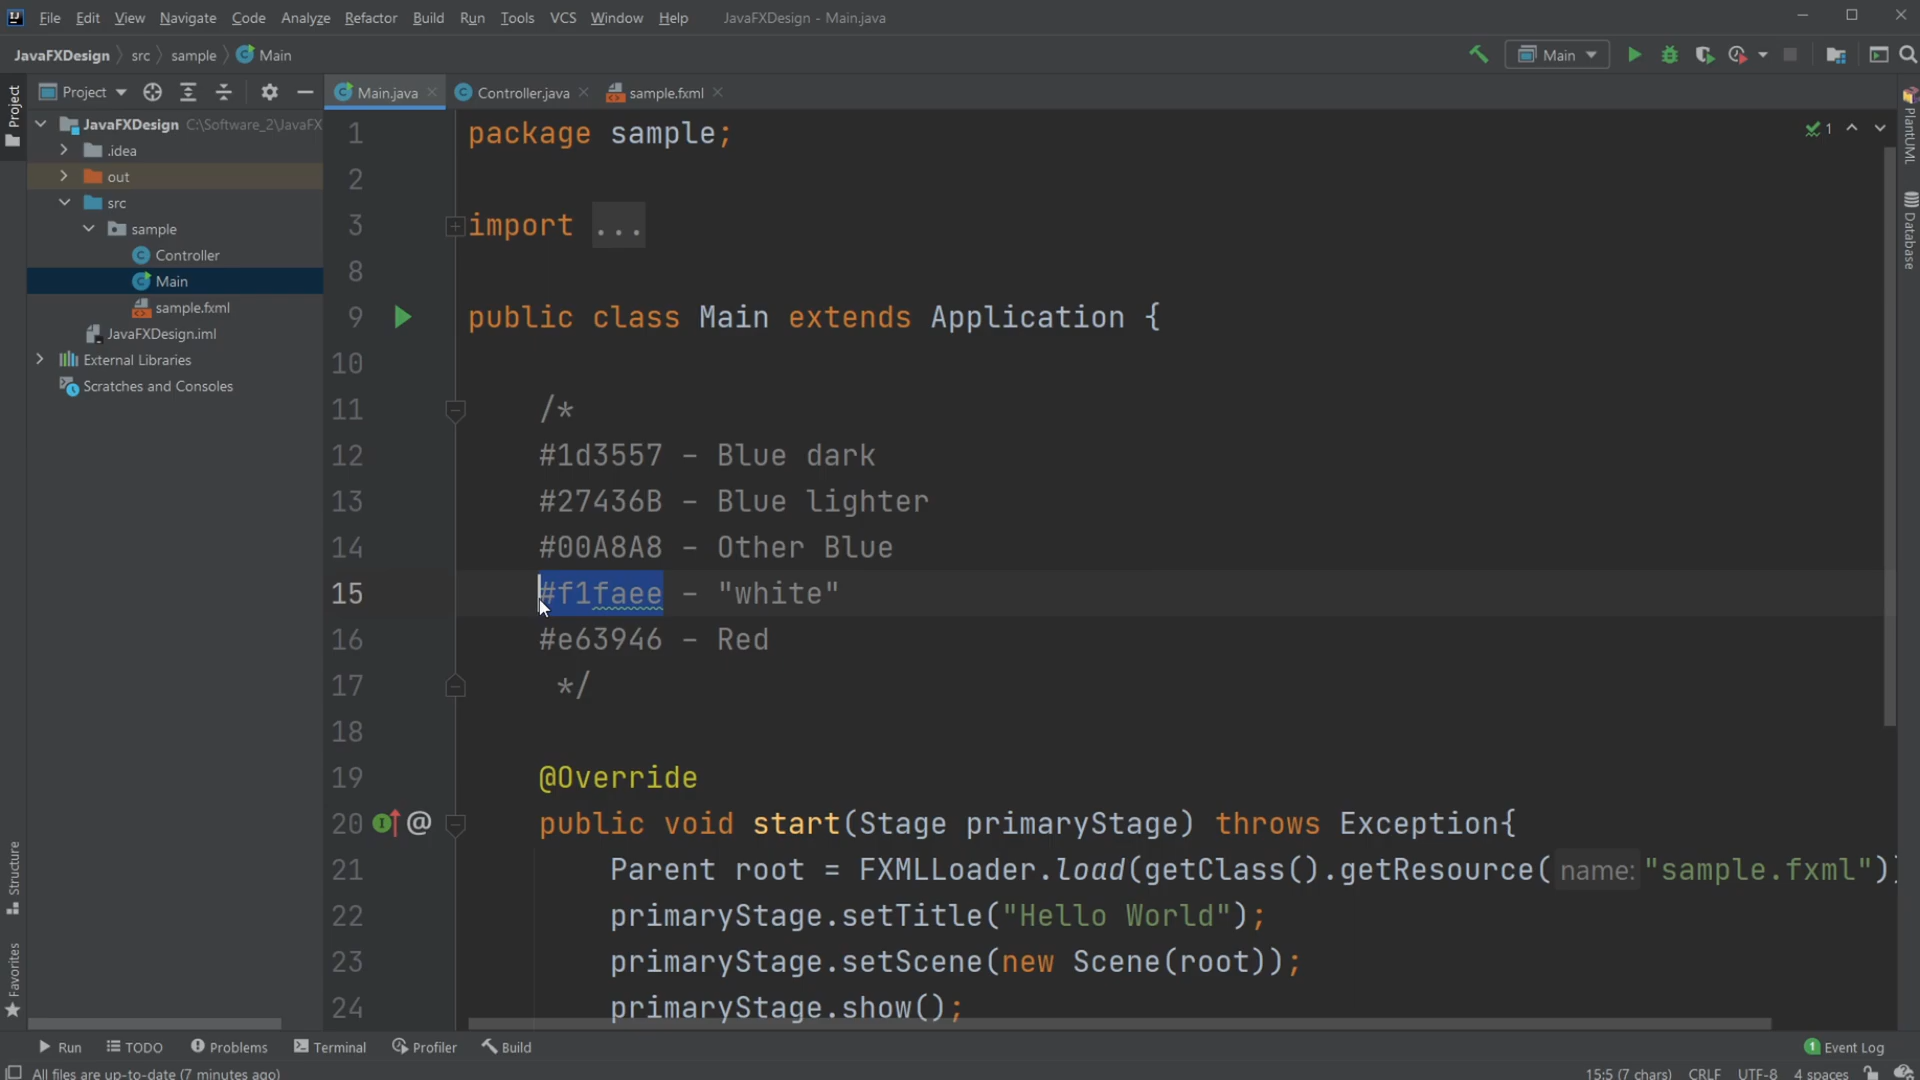 File Edit View Navigate Code Analyze Refactor Build Run Tools VCS Window Help JavaFXDesign - Main.java
JavaFXDesign src sample Main
Main
Project
Main.java Controller.java sample.fxml
Project
JavaFXDesign C:\Software_2\JavaFX
.idea
out
src
sample
Controller
Main
sample.fxml
JavaFXDesign.iml
External Libraries
Scratches and Consoles
Structure
Favorites
1 package sample;
2
3 import ...
8
9 public class Main extends Application {
10
11 /*
12 #1d3557 - Blue dark
13 #27436B - Blue lighter
14 #00A8A8 - Other Blue
15 #f1faee - "white"
16 #e63946 - Red
17 */
18
19 @Override
20 @ public void start(Stage primaryStage) throws Exception{
21 Parent root = FXMLLoader.load(getClass().getResource( name: "sample.fxml")
22 primaryStage.setTitle("Hello World");
23 primaryStage.setScene(new Scene(root));
24 primaryStage.show();
1
PlantUML
Database
Run TODO Problems Terminal Profiler Build
1 Event Log
All files are up-to-date (7 minutes ago)
15:5 (7 chars) CRLF UTF-8 4 spaces